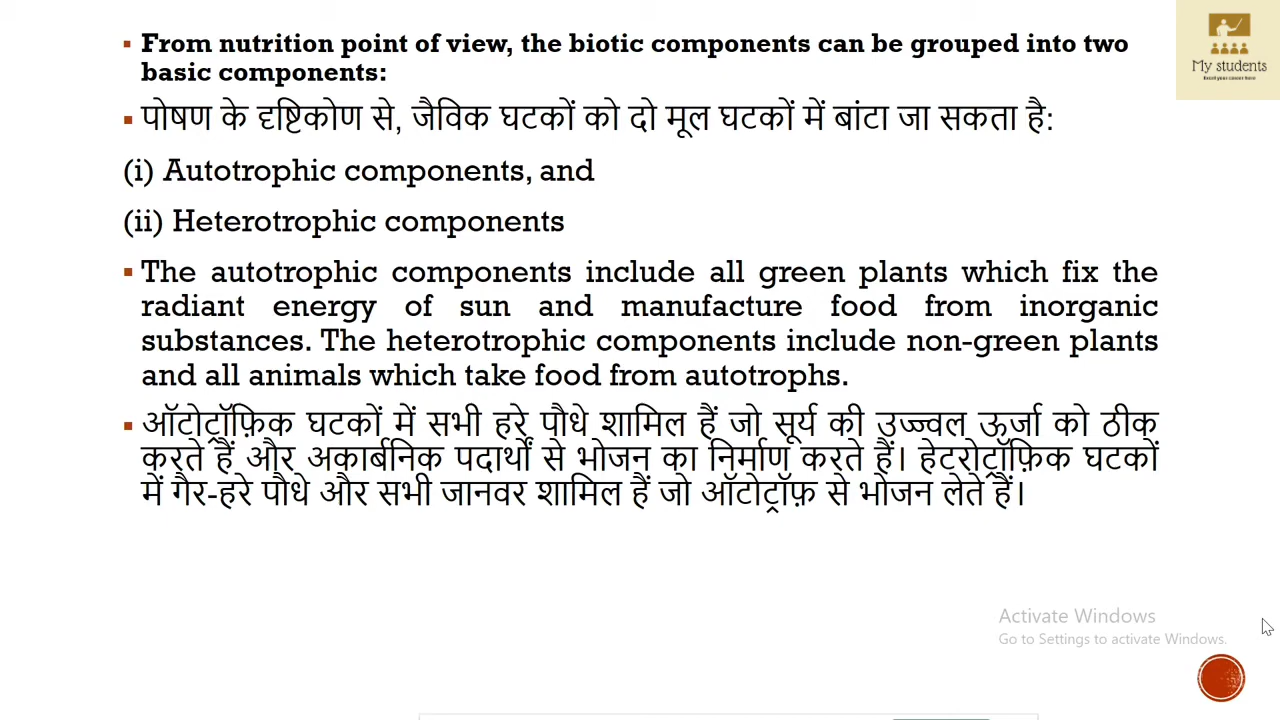 From nutrition point of view, the biotic components can be grouped into two
basic components:
पोषण के दृष्टिकोण से, जैविक घटकों को दो मूल घटकों में बांटा जा सकता है:
(i) Autotrophic components, and
(ii) Heterotrophic components
The autotrophic components include all green plants which fix the
radiant energy of sun and manufacture food from inorganic
substances. The heterotrophic components include non-green plants
and all animals which take food from autotrophs.
ऑटोट्रॉफ़िक घटकों में सभी हरे पौधे शामिल हैं जो सूर्य की उज्ज्वल ऊर्जा को ठीक
करते हैं और अकार्बनिक पदार्थों से भोजन का निर्माण करते हैं। हेटरोट्रॉफ़िक घटकों
में गैर-हरे पौधे और सभी जानवर शामिल हैं जो ऑटोट्रॉफ़ से भोजन लेते हैं।
My students
Excel your career here
Activate Windows
Go to Settings to activate Windows.